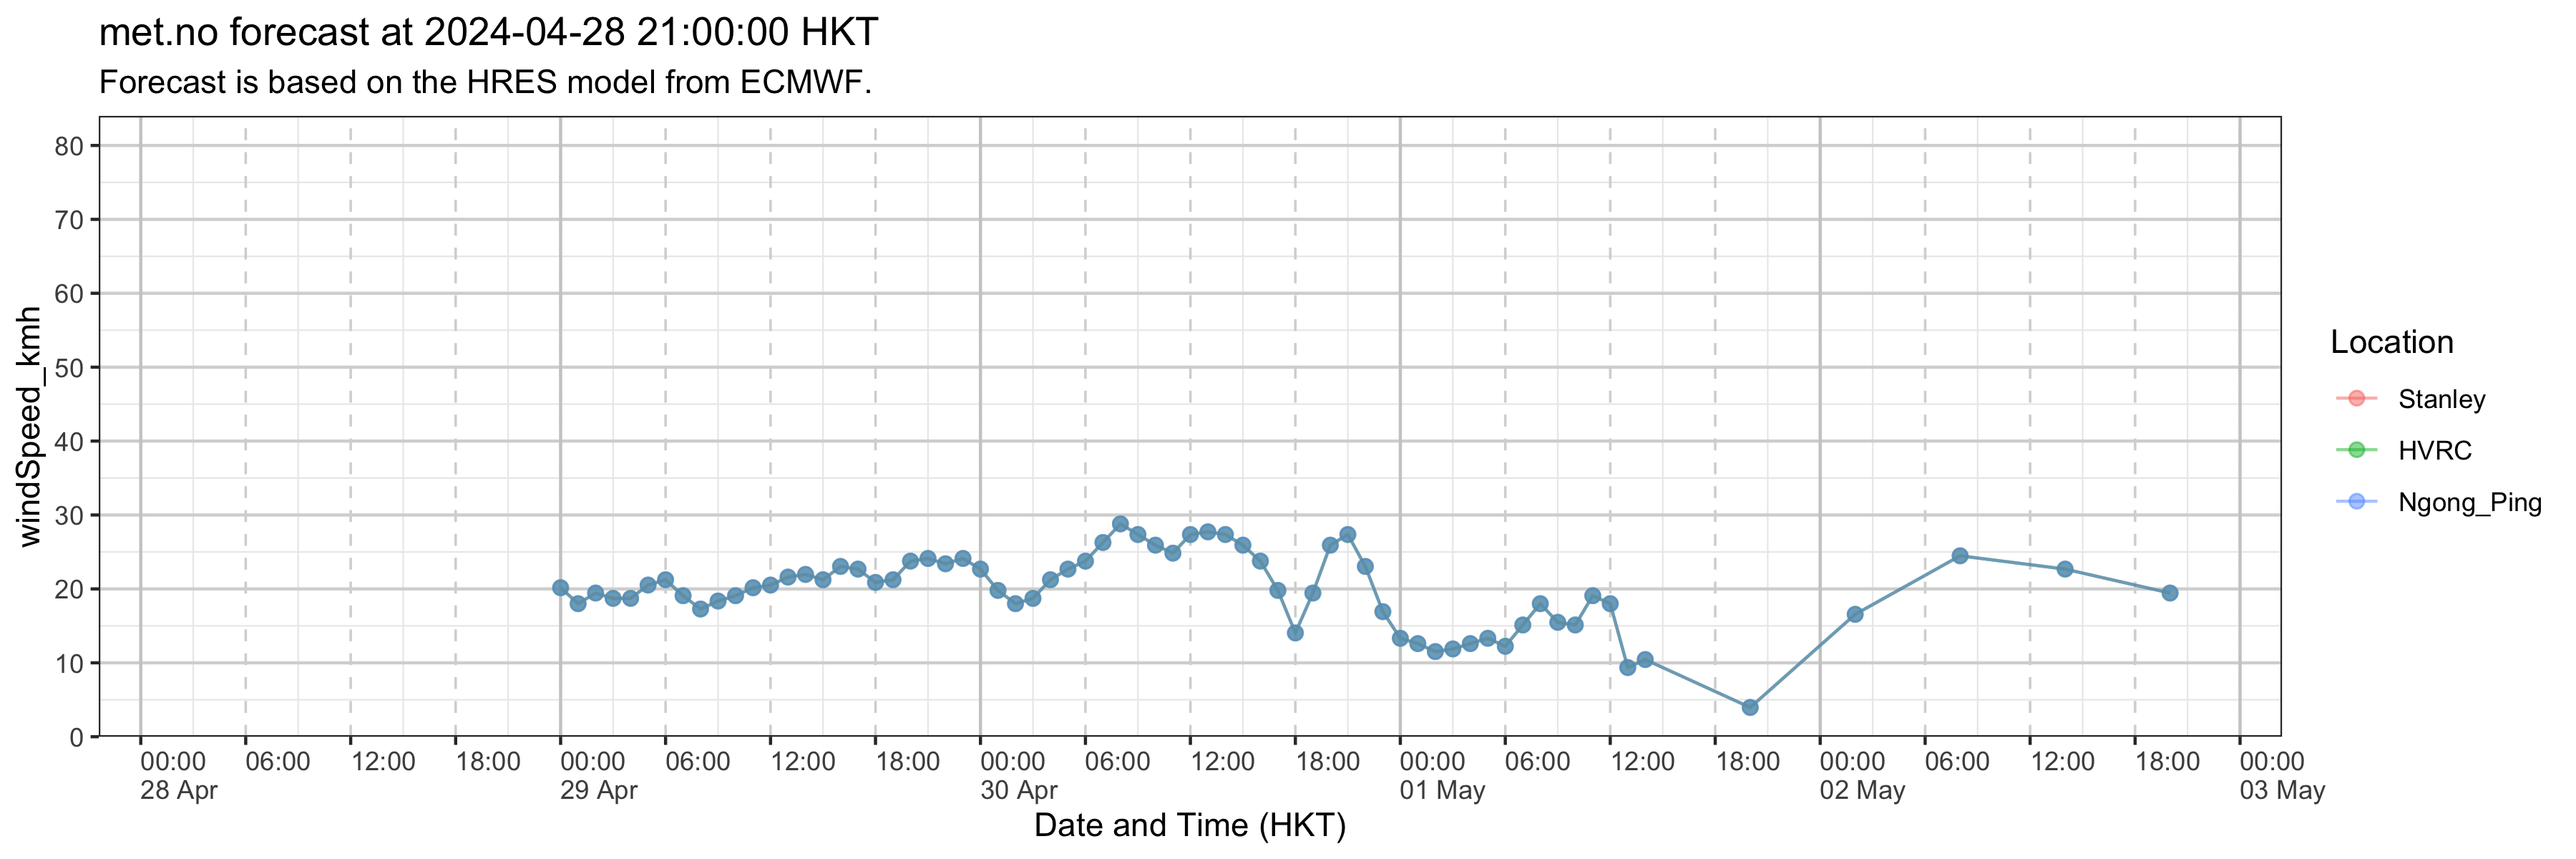 met.no forecast at 2024-04-28 21:00:00 HKT
Forecast is based on the HRES model from ECMWF.
80
70
60
50
40
30
20
10
0
windSpeed_kmh
00:00 06:00 12:00 18:00 00:00 06:00 12:00 18:00 00:00 06:00 12:00 18:00 00:00 06:00 12:00 18:00 00:00 06:00 12:00 18:00 00:00
28 Apr 29 Apr 30 Apr 01 May 02 May 03 May
Date and Time (HKT)
Location
Stanley
HVRC
Ngong_Ping